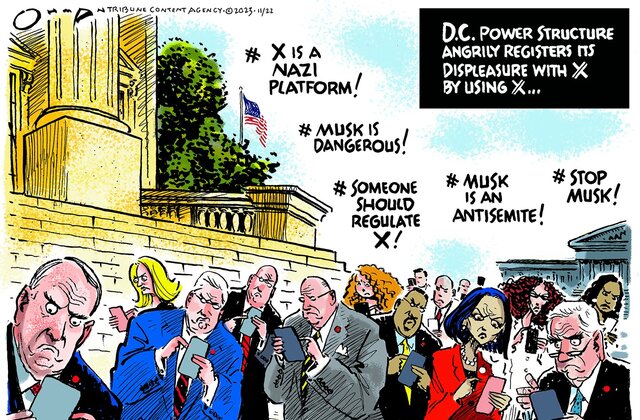 TRIBUNE CONTENT AGENCY-©2023-11/22
D.C. POWER STRUCTURE
ANGRILY REGISTERS ITS
DISPLEASURE WITH X
BY USING X...
# X IS A
NAZI
PLATFORM!
# MUSK IS
DANGEROUS!
# SOMEONE
SHOULD
REGULATE
X!
# MUSK
IS AN
ANTISEMITE!
# STOP
MUSK!